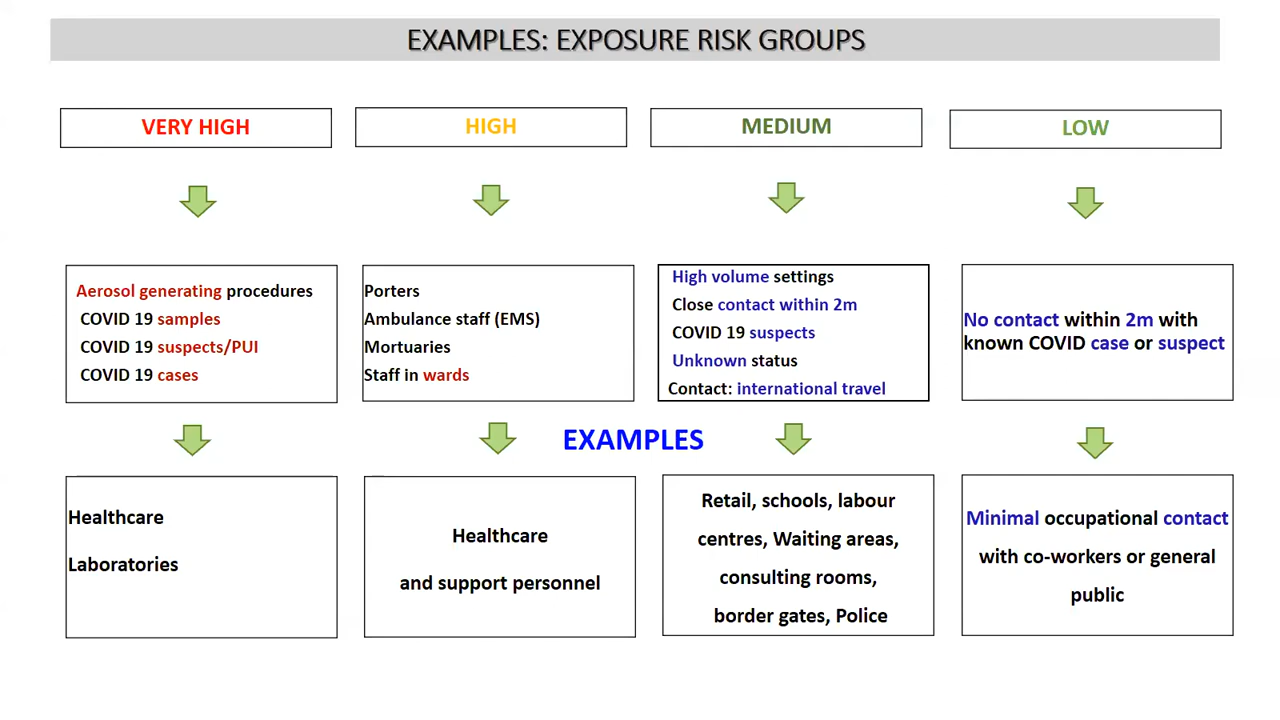 EXAMPLES: EXPOSURE RISK GROUPS
VERY HIGH
HIGH
MEDIUM
LOW
Aerosol generating procedures
COVID 19 samples
COVID 19 suspects/PUI
COVID 19 cases
Porters
Ambulance staff (EMS)
Mortuaries
Staff in wards
High volume settings
Close contact within 2m
COVID 19 suspects
Unknown status
Contact: international travel
No contact within 2m with
known COVID case or suspect
EXAMPLES
Healthcare
Laboratories
Healthcare
and support personnel
Retail, schools, labour
centres, Waiting areas,
consulting rooms,
border gates, Police
Minimal occupational contact
with co-workers or general
public